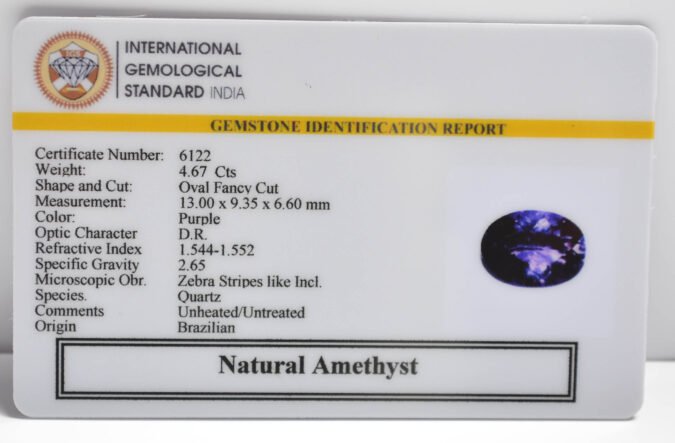 IGS
INTERNATIONAL
GEMOLOGICAL
STANDARD INDIA
GEMSTONE IDENTIFICATION REPORT
Certificate Number: 6122
Weight: 4.67 Cts
Shape and Cut: Oval Fancy Cut
Measurement: 13.00 x 9.35 x 6.60 mm
Color: Purple
Optic Character D.R.
Refractive Index 1.544-1.552
Specific Gravity 2.65
Microscopic Obr. Zebra Stripes like Incl.
Species. Quartz
Comments Unheated/Untreated
Origin Brazilian
Natural Amethyst